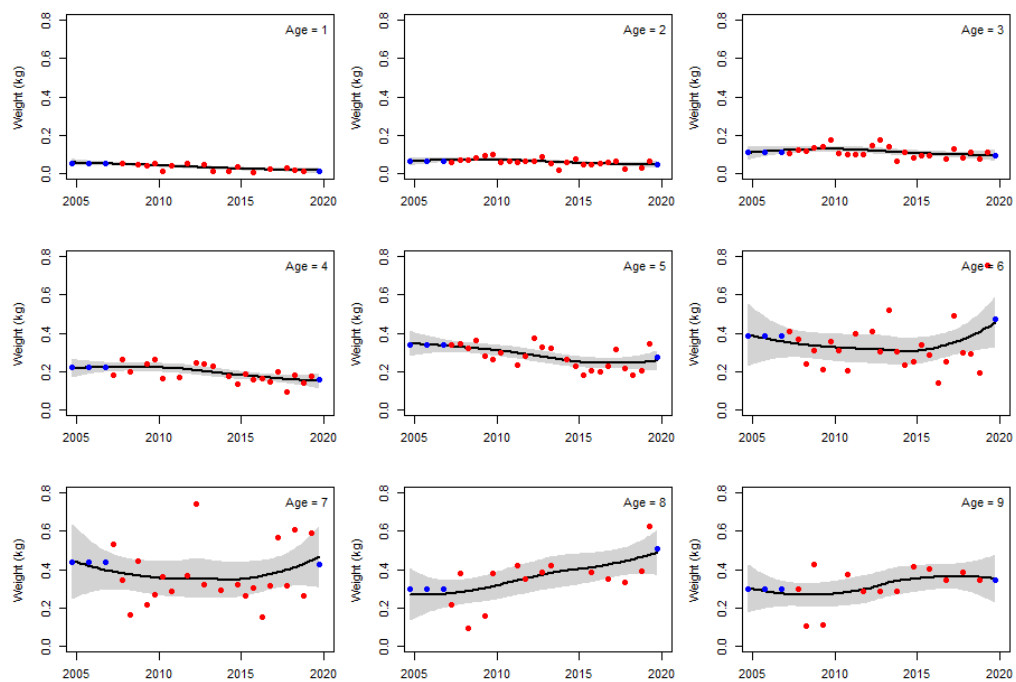 Age = 1
Weight (kg)
0.0 0.2 0.4 0.6 0.8
2005 2010 2015 2020
Age = 2
Weight (kg)
0.0 0.2 0.4 0.6 0.8
2005 2010 2015 2020
Age = 3
Weight (kg)
0.0 0.2 0.4 0.6 0.8
2005 2010 2015 2020
Age = 4
Weight (kg)
0.0 0.2 0.4 0.6 0.8
2005 2010 2015 2020
Age = 5
Weight (kg)
0.0 0.2 0.4 0.6 0.8
2005 2010 2015 2020
Age = 6
Weight (kg)
0.0 0.2 0.4 0.6 0.8
2005 2010 2015 2020
Age = 7
Weight (kg)
0.0 0.2 0.4 0.6 0.8
2005 2010 2015 2020
Age = 8
Weight (kg)
0.0 0.2 0.4 0.6 0.8
2005 2010 2015 2020
Age = 9
Weight (kg)
0.0 0.2 0.4 0.6 0.8
2005 2010 2015 2020